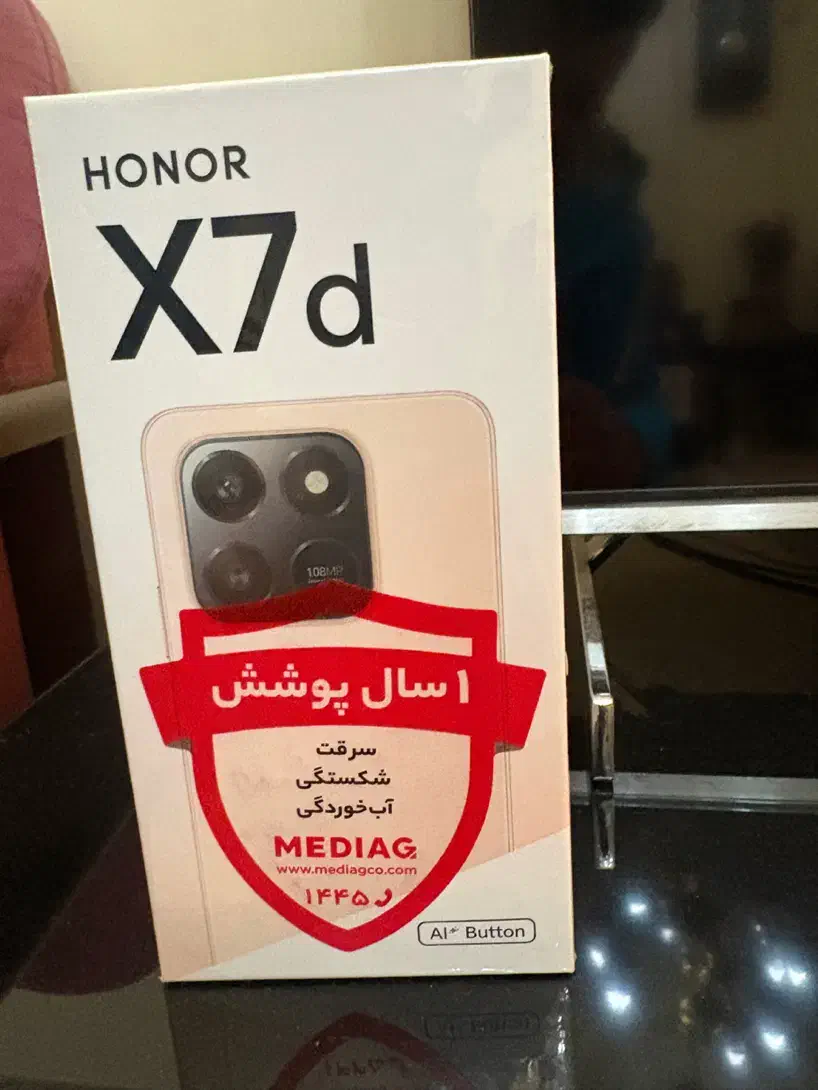 HONOR
X7d
108MP
۱ سال پوشش
سرقت
شکستگی
آب‌خوردگی
MEDIAG
www.mediagco.com
۱۴۴۵
AI Button